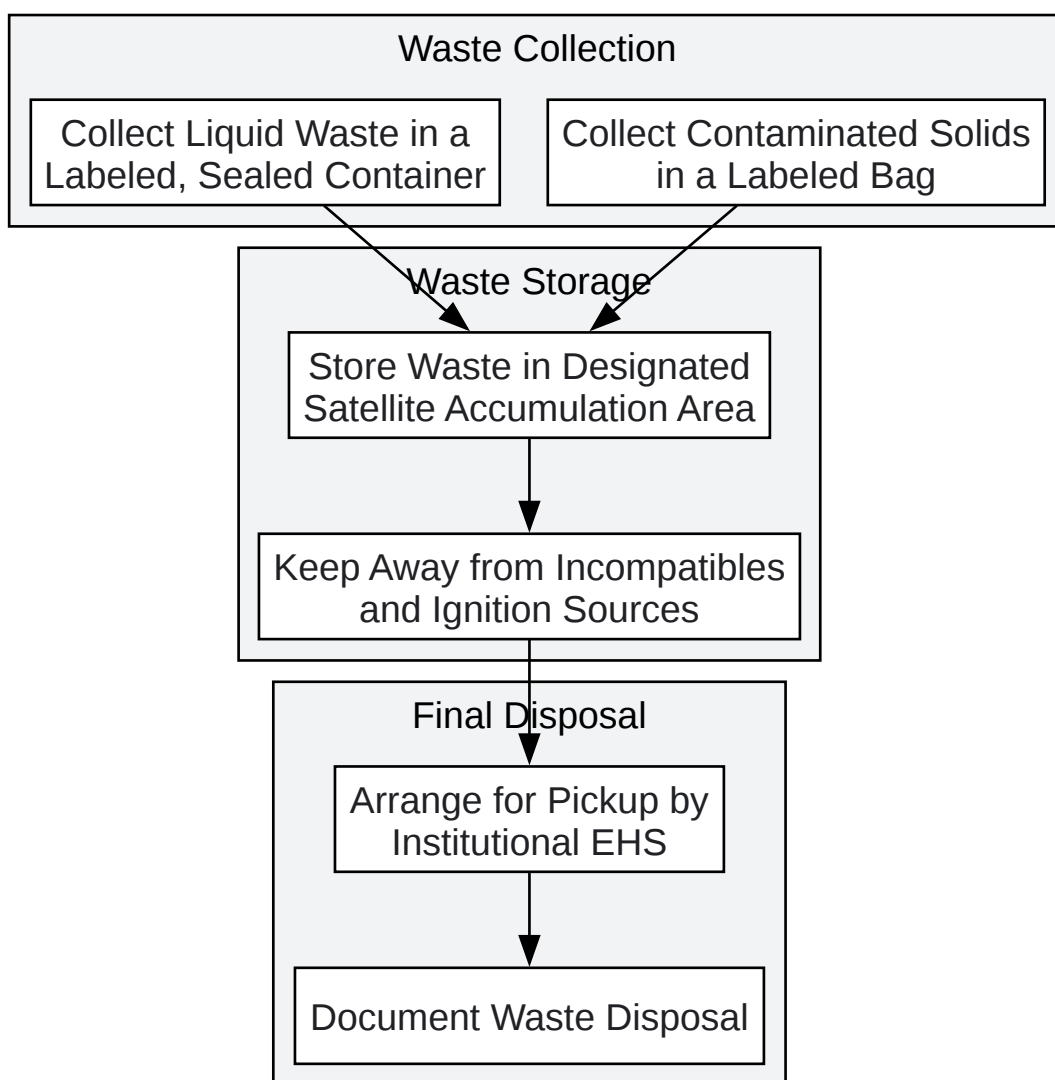 Waste Collection
Collect Liquid Waste in a
Labeled, Sealed Container
Collect Contaminated Solids
in a Labeled Bag
Waste Storage
Store Waste in Designated
Satellite Accumulation Area
Keep Away from Incompatibles
and Ignition Sources
Final Disposal
Arrange for Pickup by
Institutional EHS
Document Waste Disposal